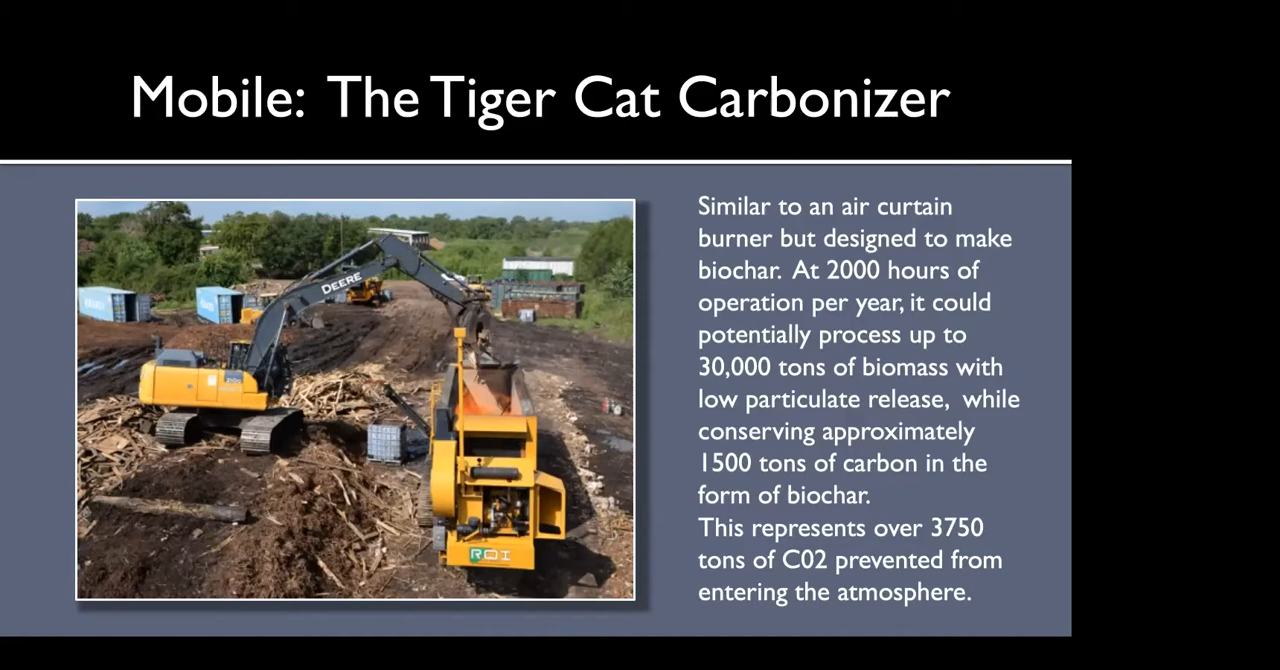 Mobile: The Tiger Cat Carbonizer
Similar to an air curtain
burner but designed to make
biochar. At 2000 hours of
operation per year, it could
potentially process up to
30,000 tons of biomass with
low particulate release, while
conserving approximately
1500 tons of carbon in the
form of biochar.
This represents over 3750
tons of C02 prevented from
entering the atmosphere.
DEERE
ROI